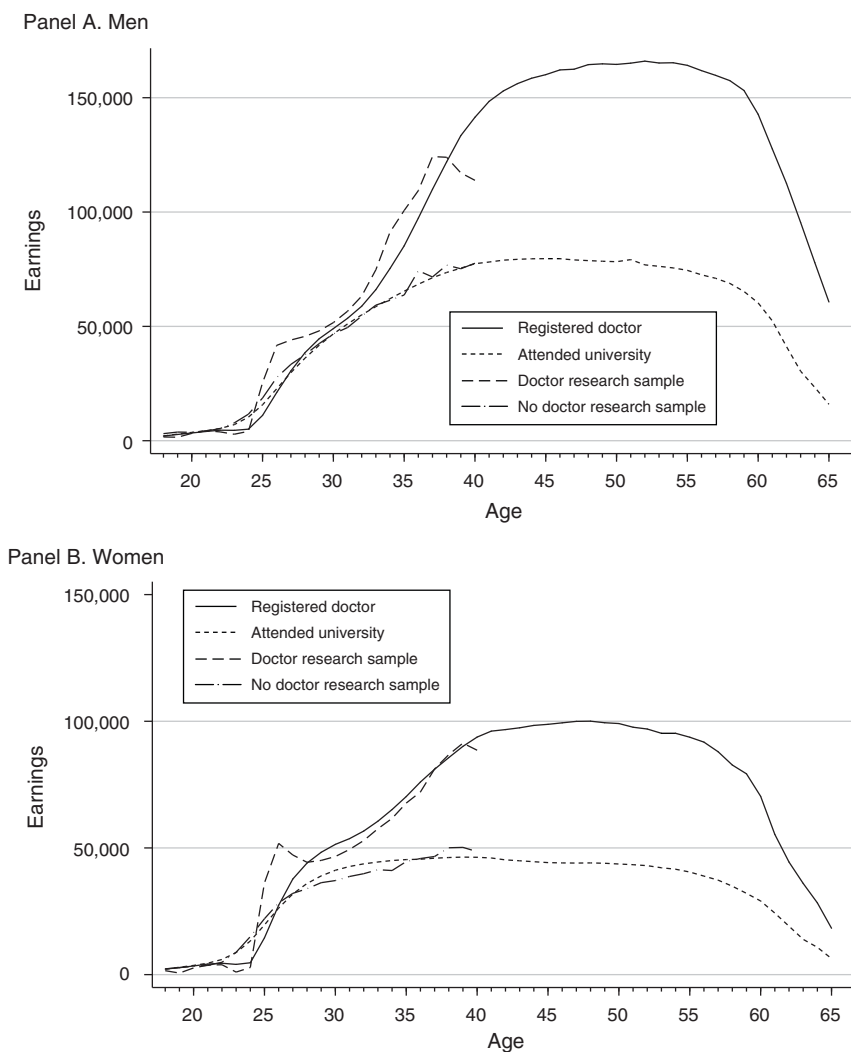 Panel A. Men
150,000
100,000
50,000
0
Earnings
Registered doctor
Attended university
Doctor research sample
No doctor research sample
20 25 30 35 40 45 50 55 60 65
Age
Panel B. Women
150,000
100,000
50,000
0
Earnings
Registered doctor
Attended university
Doctor research sample
No doctor research sample
20 25 30 35 40 45 50 55 60 65
Age